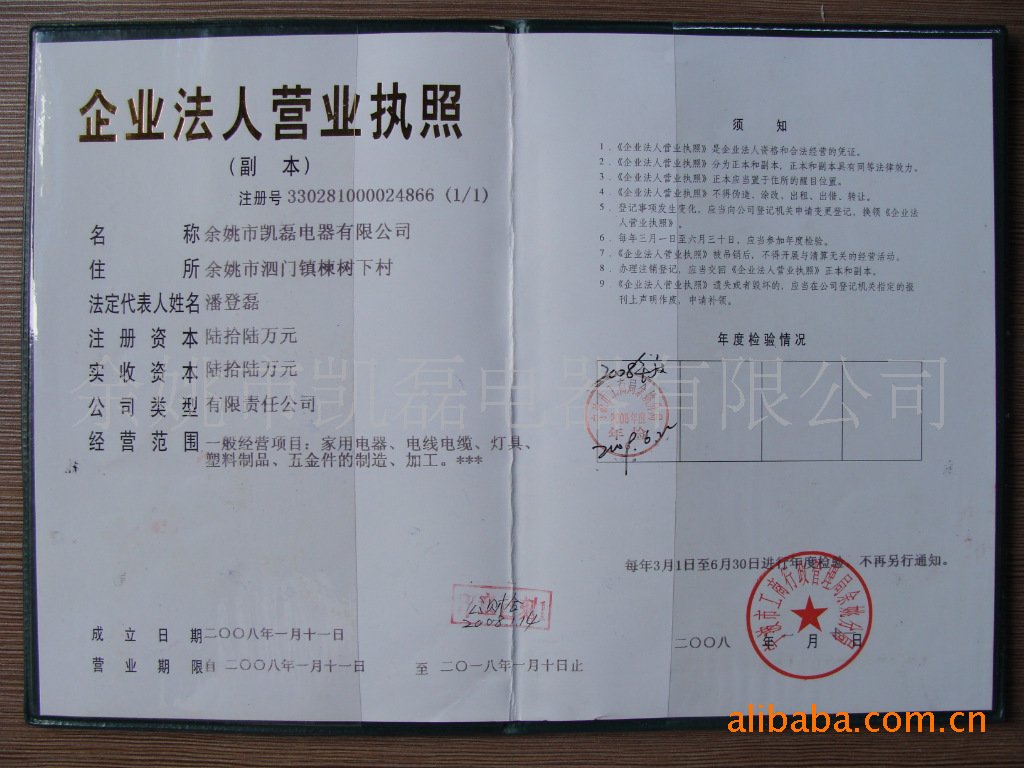 企业法人营业执照
(副 本)
注册号 330281000024866 (1/1)
名 称 余姚市凯磊电器有限公司
住 所 余姚市泗门镇楝树下村
法定代表人姓名 潘登磊
注 册 资 本 陆拾陆万元
实 收 资 本 陆拾陆万元
公 司 类 型 有限责任公司
经 营 范 围 一般经营项目：家用电器、电线电缆、灯具、
塑料制品、五金件的制造、加工。***
成 立 日 期 二〇〇八年一月十一日
营 业 期 限 自 二〇〇八年一月十一日 至 二〇一八年一月十日止
须 知
1．《企业法人营业执照》是企业法人资格和合法经营的凭证。
2．《企业法人营业执照》分为正本和副本，正本和副本具有同等法律效力。
3．《企业法人营业执照》正本应当置于住所的醒目位置。
4．《企业法人营业执照》不得伪造、涂改、出租、出借、转让。
5．登记事项发生变化，应当向公司登记机关申请变更登记，换领《企业法
人营业执照》。
6．每年三月一日至六月三十日，应当参加年度检验。
7．《企业法人营业执照》被吊销后，不得开展与清算无关的经营活动。
8．办理注销登记，应当交回《企业法人营业执照》正本和副本。
9．《企业法人营业执照》遗失或者毁坏的，应当在公司登记机关指定的报
刊上声明作废，申请补领。
年 度 检 验 情 况
2008年度
2008年度
年检
每年3月1日至6月30日进行年度检验 不再另行通知。
二〇〇八 年 月 日
余姚市凯磊电器有限公司
alibaba.com.cn